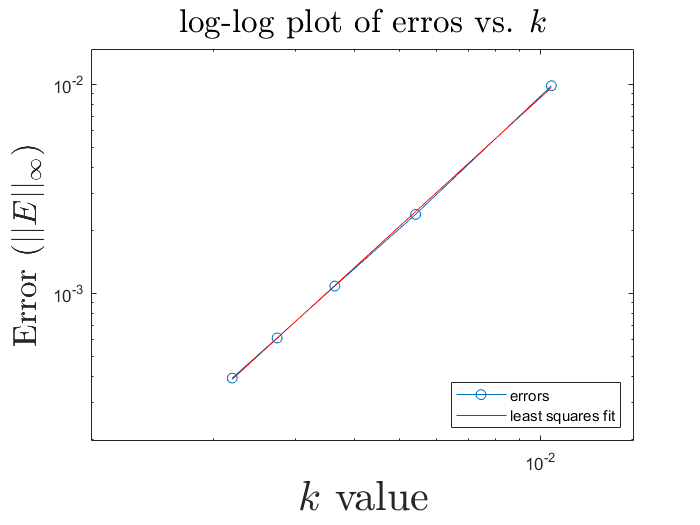 log-log plot of erros vs. k
10^-2
Error (||E||∞)
10^-3
errors
least squares fit
10^-2
k value